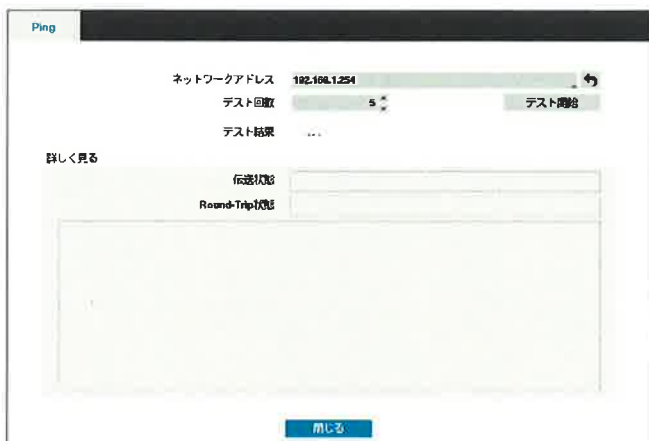 Ping
ネットワークアドレス 192.168.1.254
テスト回数 5 テスト開始
テスト結果 ...
詳しく見る
伝送状態
Round-Trip状態
閉じる